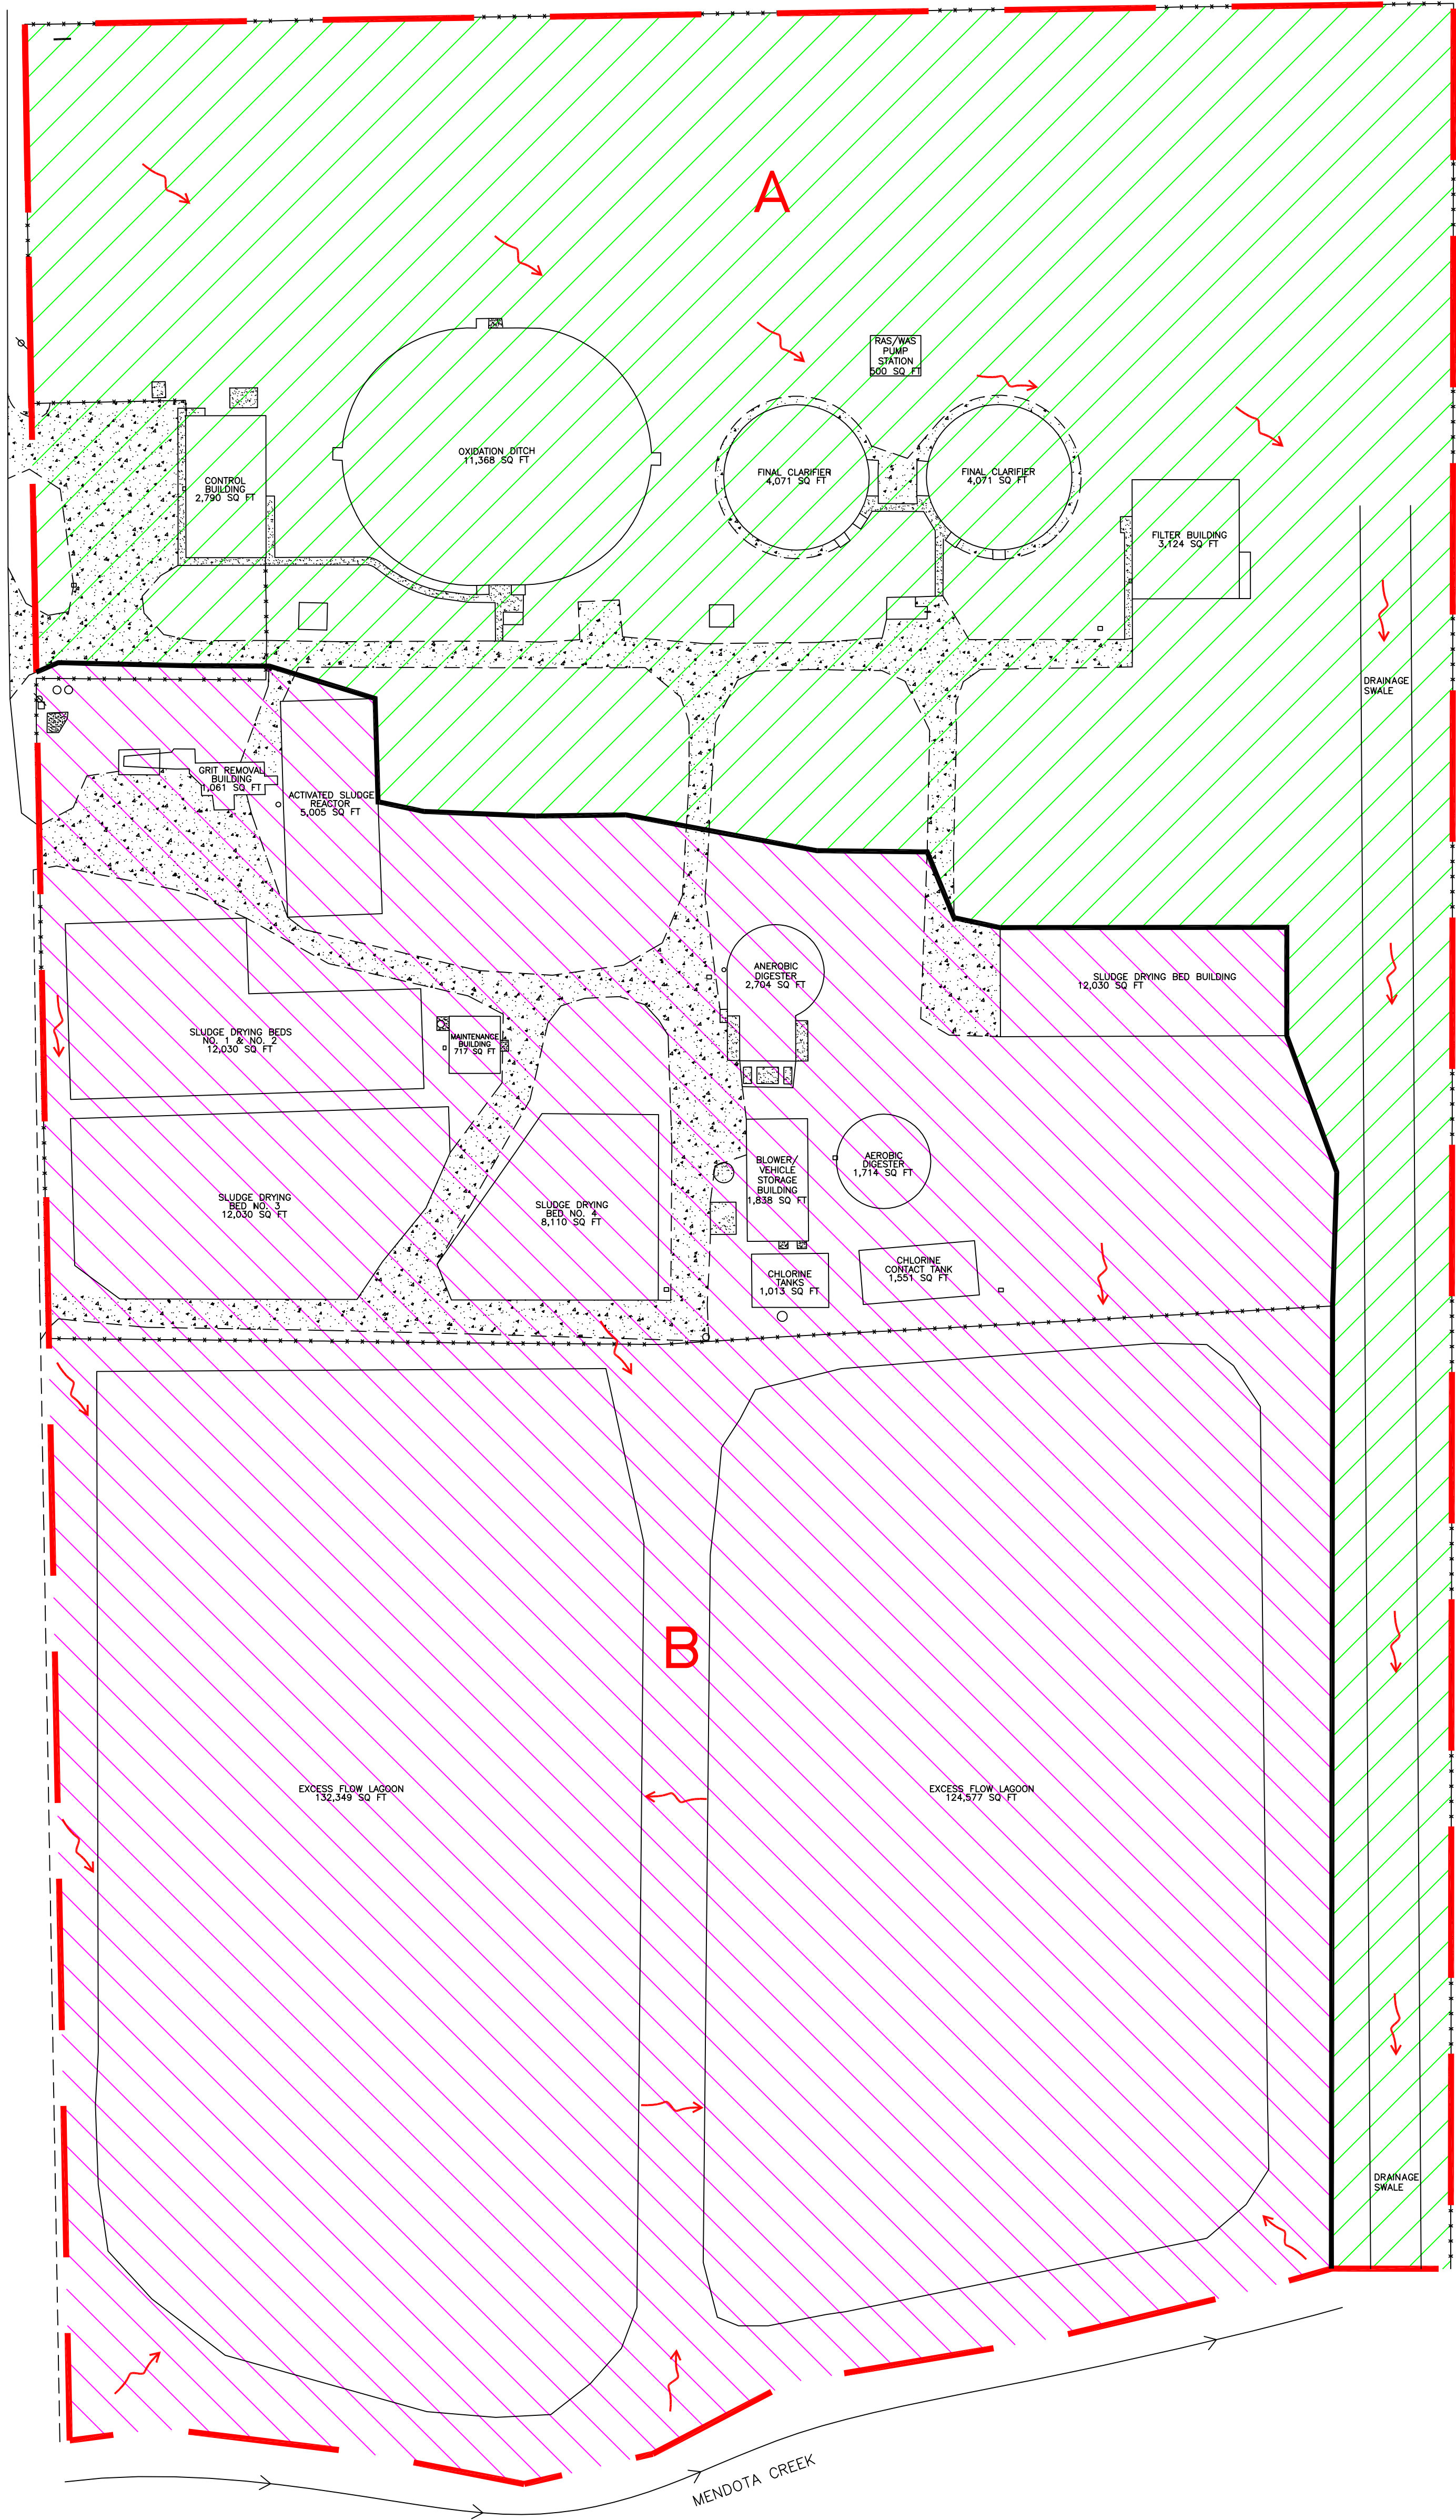 A
RAS/WAS
PUMP
STATION
500 SQ FT
OXIDATION DITCH
11,368 SQ FT
CONTROL
BUILDING
2,790 SQ FT
FINAL CLARIFIER
4,071 SQ FT
FINAL CLARIFIER
4,071 SQ FT
FILTER BUILDING
3,124 SQ FT
DRAINAGE
SWALE
GRIT REMOVAL
BUILDING
1,061 SQ FT
ACTIVATED SLUDGE
REACTOR
5,005 SQ FT
ANEROBIC
DIGESTER
2,704 SQ FT
SLUDGE DRYING BED BUILDING
12,030 SQ FT
SLUDGE DRYING BEDS
NO. 1 & NO. 2
12,030 SQ FT
MAINTENANCE
BUILDING
717 SQ FT
BLOWER/
VEHICLE
STORAGE
BUILDING
1,838 SQ FT
AEROBIC
DIGESTER
1,714 SQ FT
SLUDGE DRYING
BED NO. 3
12,030 SQ FT
SLUDGE DRYING
BED NO. 4
8,110 SQ FT
CHLORINE
TANKS
1,013 SQ FT
CHLORINE
CONTACT TANK
1,551 SQ FT
B
EXCESS FLOW LAGOON
132,349 SQ FT
EXCESS FLOW LAGOON
124,577 SQ FT
DRAINAGE
SWALE
MENDOTA CREEK